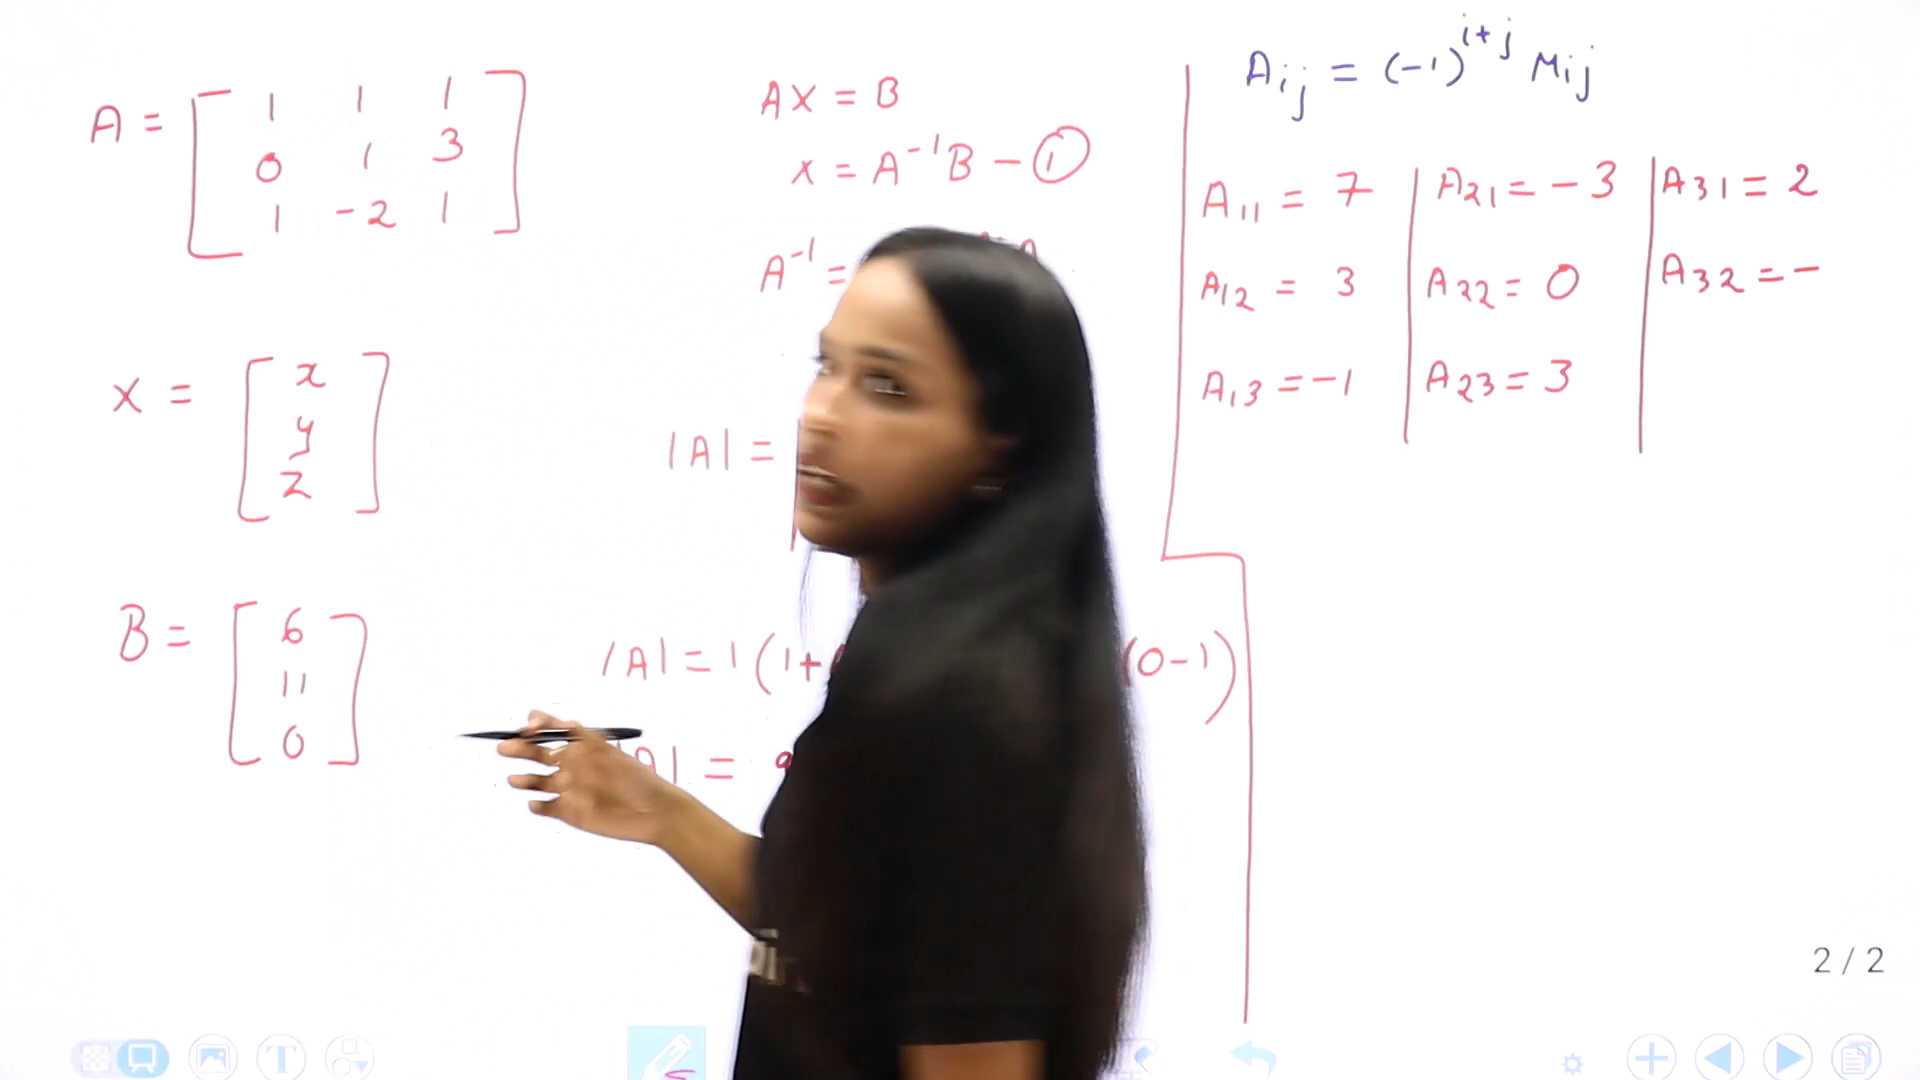 A = [ 1 1 1
0 1 3
1 -2 1 ]
X = [ x
y
z ]
B = [ 6
11
0 ]
AX = B
X = A⁻¹B - ①
A⁻¹ =
|A| =
|A| = 1 (1+ (0-1)
|A| =
Aᵢⱼ = (-1)ⁱ⁺ʲ Mᵢⱼ
A₁₁ = 7
A₁₂ = 3
A₁₃ = -1
A₂₁ = -3
A₂₂ = 0
A₂₃ = 3
A₃₁ = 2
A₃₂ = -
2 / 2